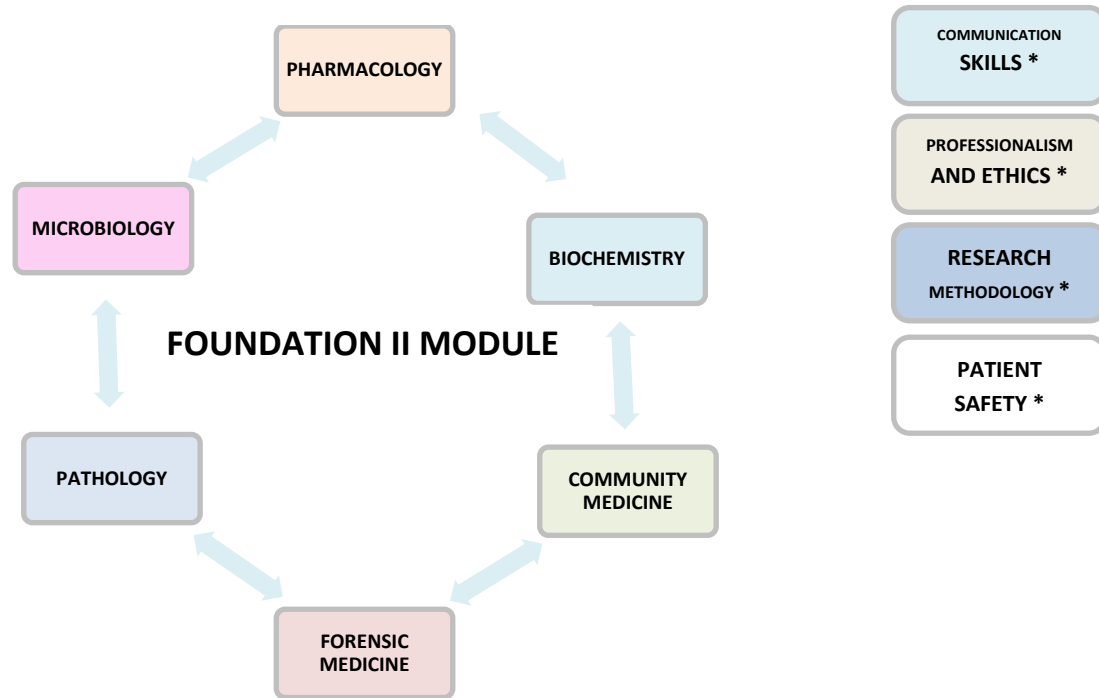 PHARMACOLOGY
COMMUNICATION
SKILLS *
PROFESSIONALISM
AND ETHICS *
MICROBIOLOGY
BIOCHEMISTRY
RESEARCH
METHODOLOGY *
FOUNDATION II MODULE
PATIENT
SAFETY *
PATHOLOGY
COMMUNITY
MEDICINE
FORENSIC
MEDICINE